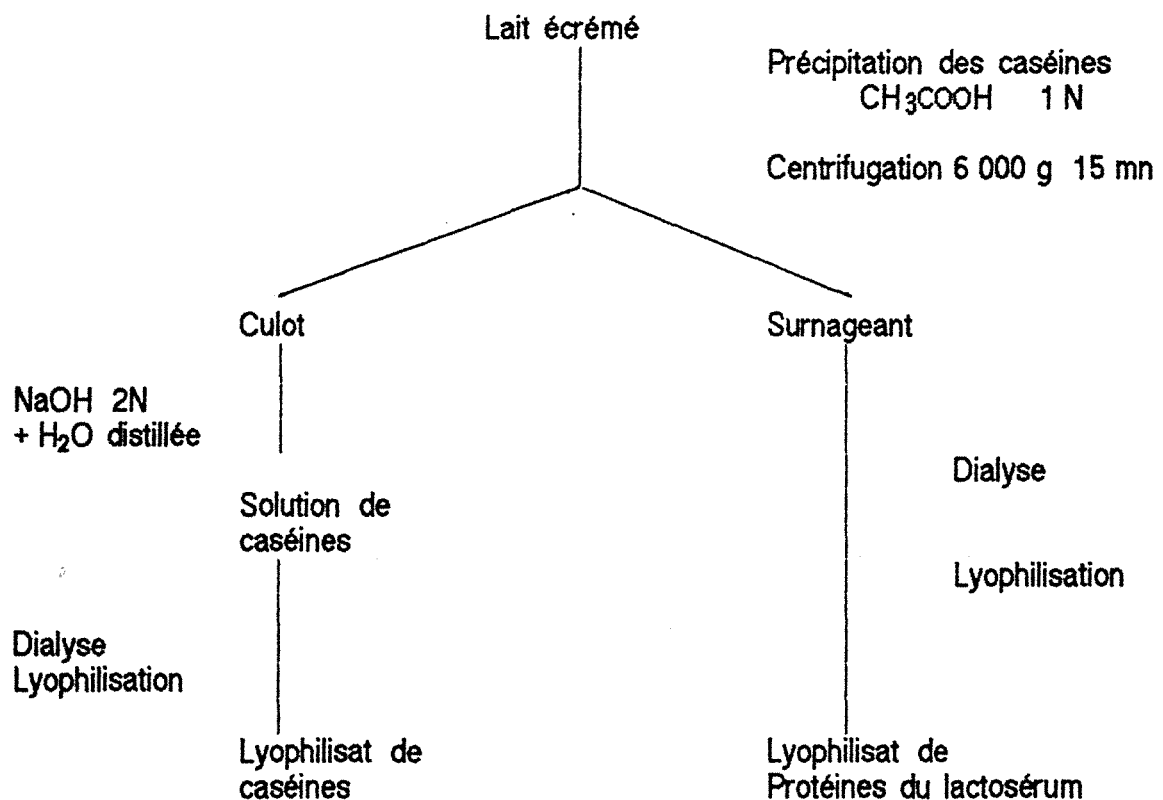 Lait écrémé
Précipitation des caséines
CH₃COOH 1 N
Centrifugation 6 000 g 15 mn
Culot
Surnageant
NaOH 2N
+ H₂O distillée
Dialyse
Solution de
caséines
Lyophilisation
Dialyse
Lyophilisation
Lyophilisat de
caséines
Lyophilisat de
Protéines du lactosérum